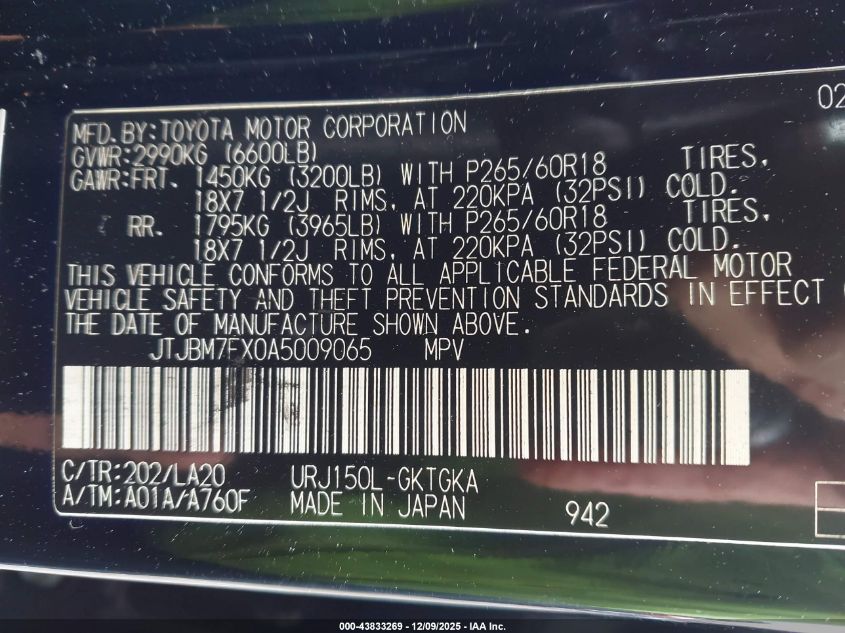 02
MFD. BY: TOYOTA MOTOR CORPORATION
GVWR: 2990KG (6600LB)
GAWR: FRT. 1450KG (3200LB) WITH P265/60R18 TIRES,
18X7 1/2J RIMS, AT 220KPA (32PSI) COLD.
RR. 1795KG (3965LB) WITH P265/60R18 TIRES,
18X7 1/2J RIMS, AT 220KPA (32PSI) COLD.
THIS VEHICLE CONFORMS TO ALL APPLICABLE FEDERAL MOTOR
VEHICLE SAFETY AND THEFT PREVENTION STANDARDS IN EFFECT
THE DATE OF MANUFACTURE SHOWN ABOVE.
JTJBM7FX0A5009065 MPV
C/TR: 202/LA20 URJ150L-GKTGKA
A/TM: A01A/A760F MADE IN JAPAN 942
000-43833269 - 12/09/2025 - IAA Inc.